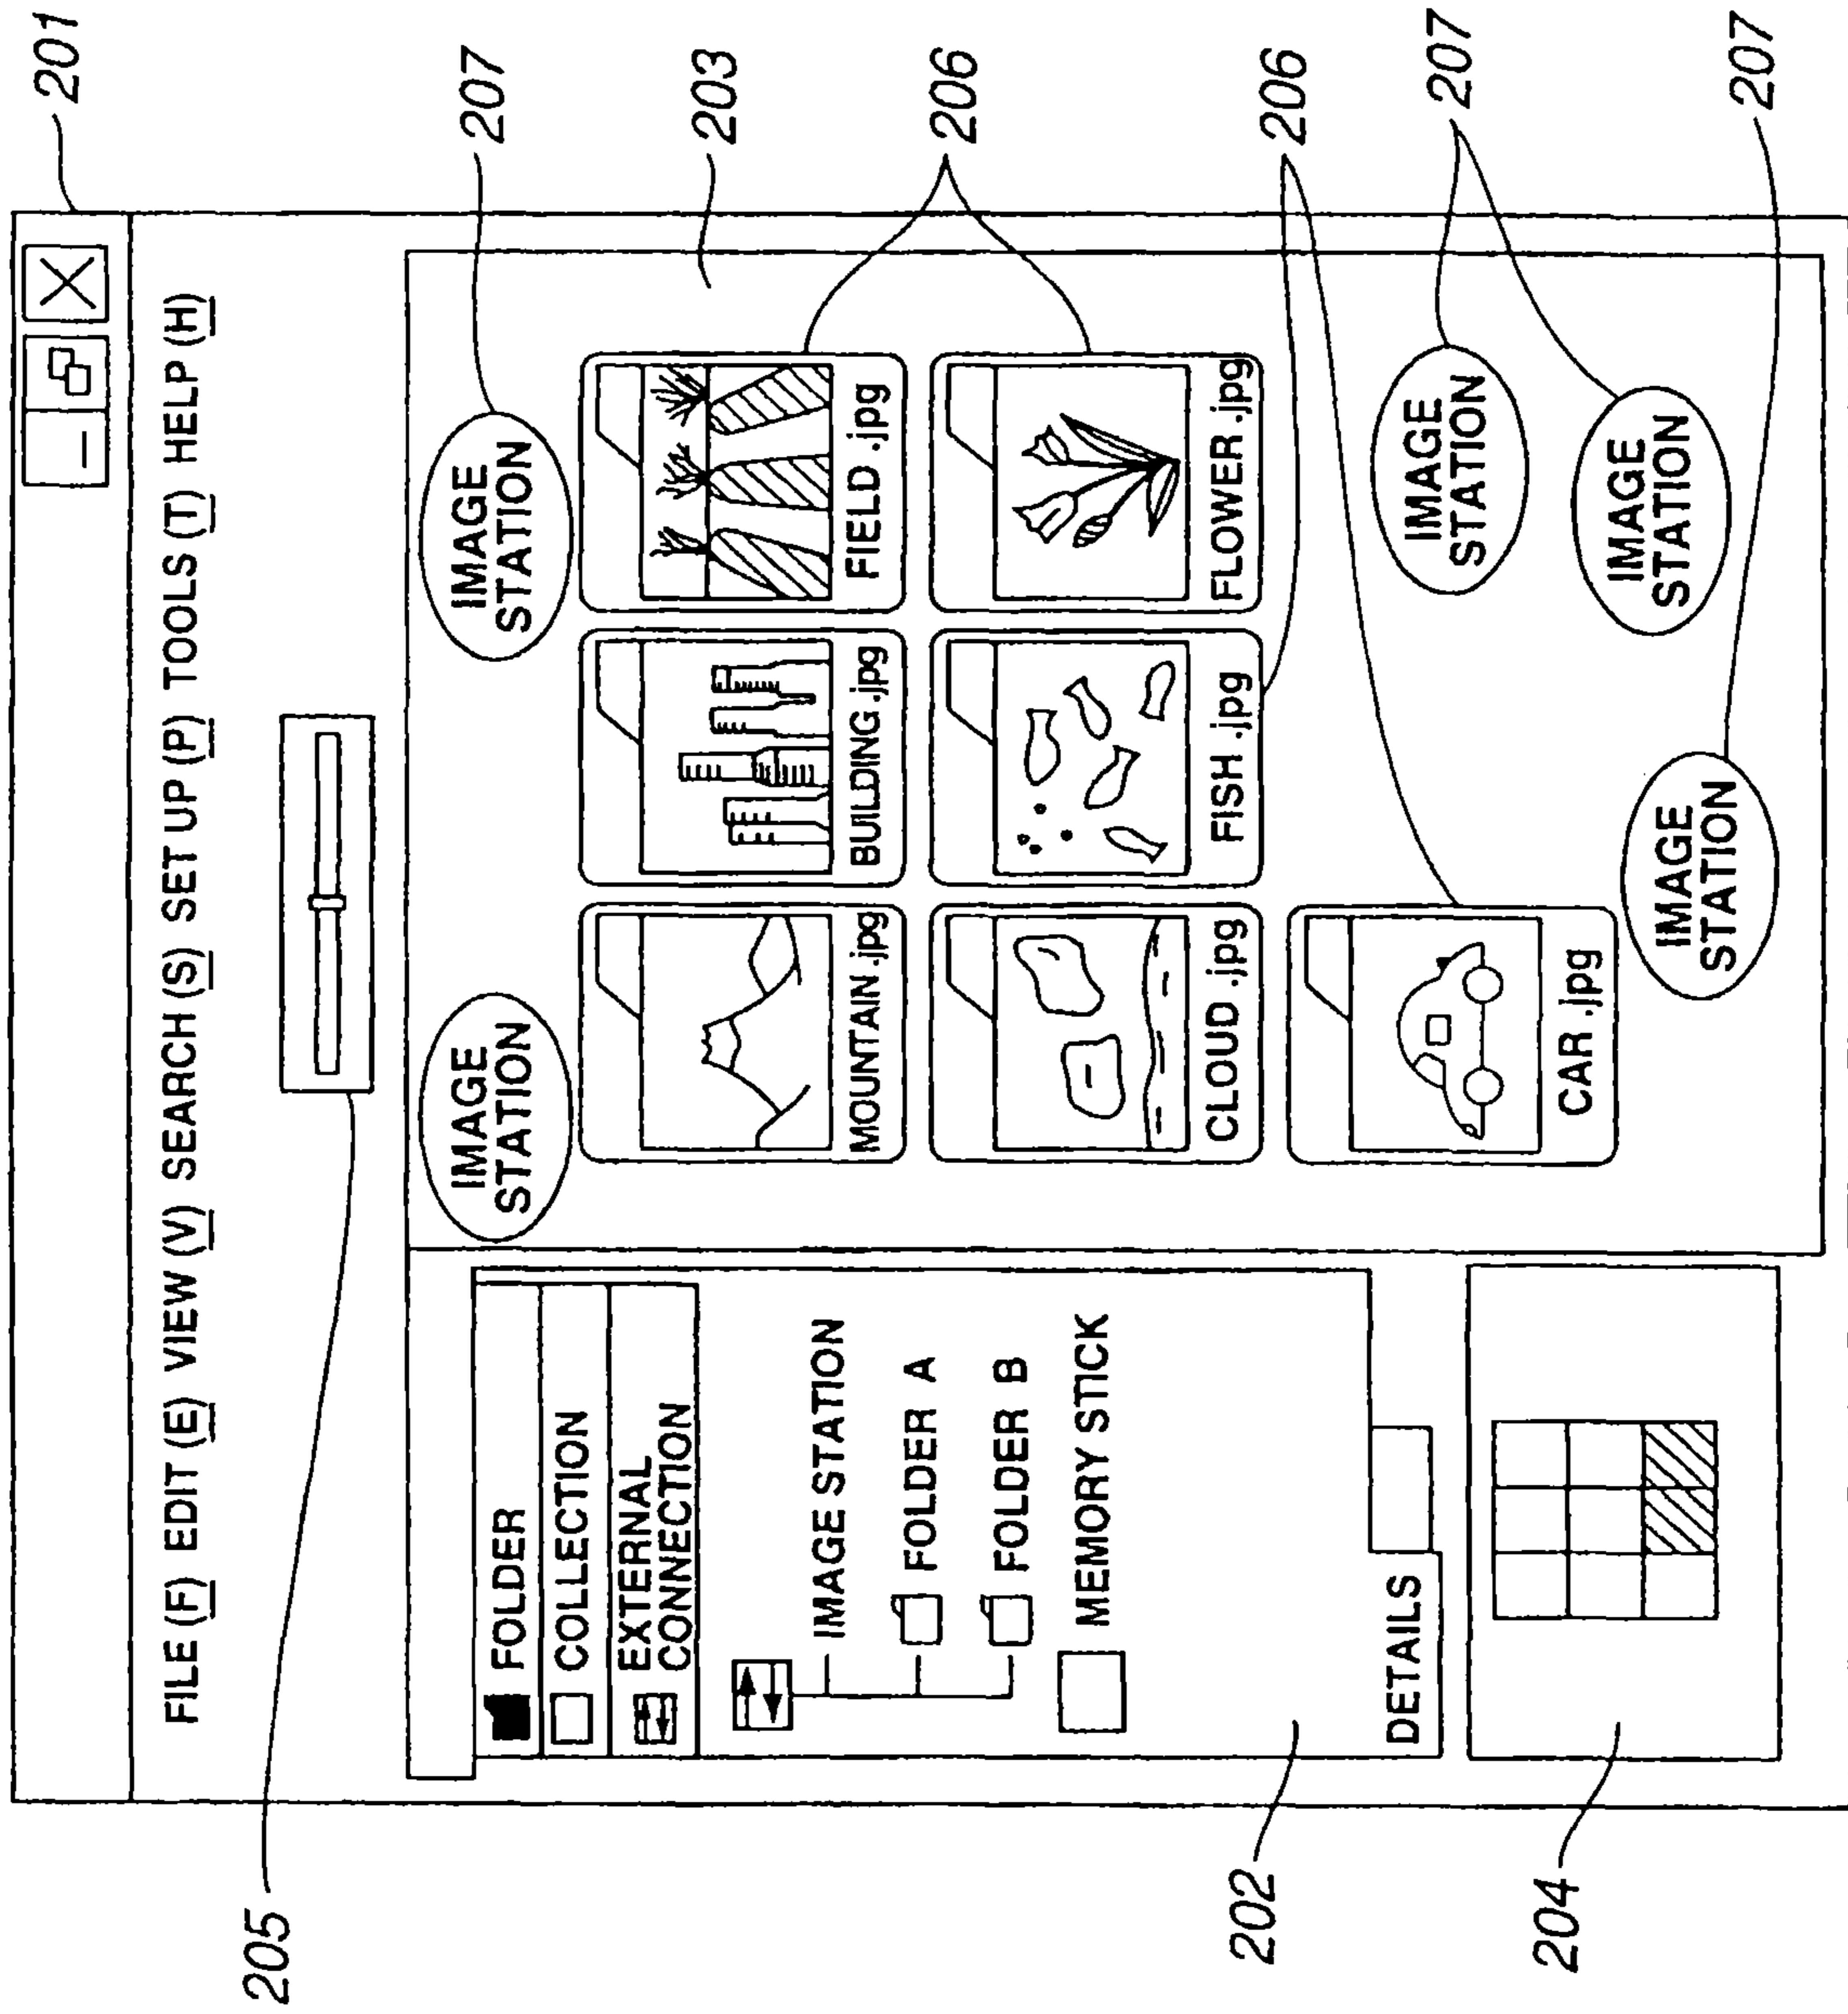 201
FILE (F) EDIT (E) VIEW (V) SEARCH (S) SET UP (P) TOOLS (T) HELP (H)
205
207
203
206
206
207
207
202
204
FOLDER
COLLECTION
EXTERNAL
CONNECTION
IMAGE STATION
FOLDER A
FOLDER B
MEMORY STICK
DETAILS
IMAGE
STATION
IMAGE
STATION
MOUNTAIN.jpg
BUILDING.jpg
FIELD.jpg
CLOUD.jpg
FISH.jpg
FLOWER.jpg
CAR.jpg
IMAGE
STATION
IMAGE
STATION
IMAGE
STATION